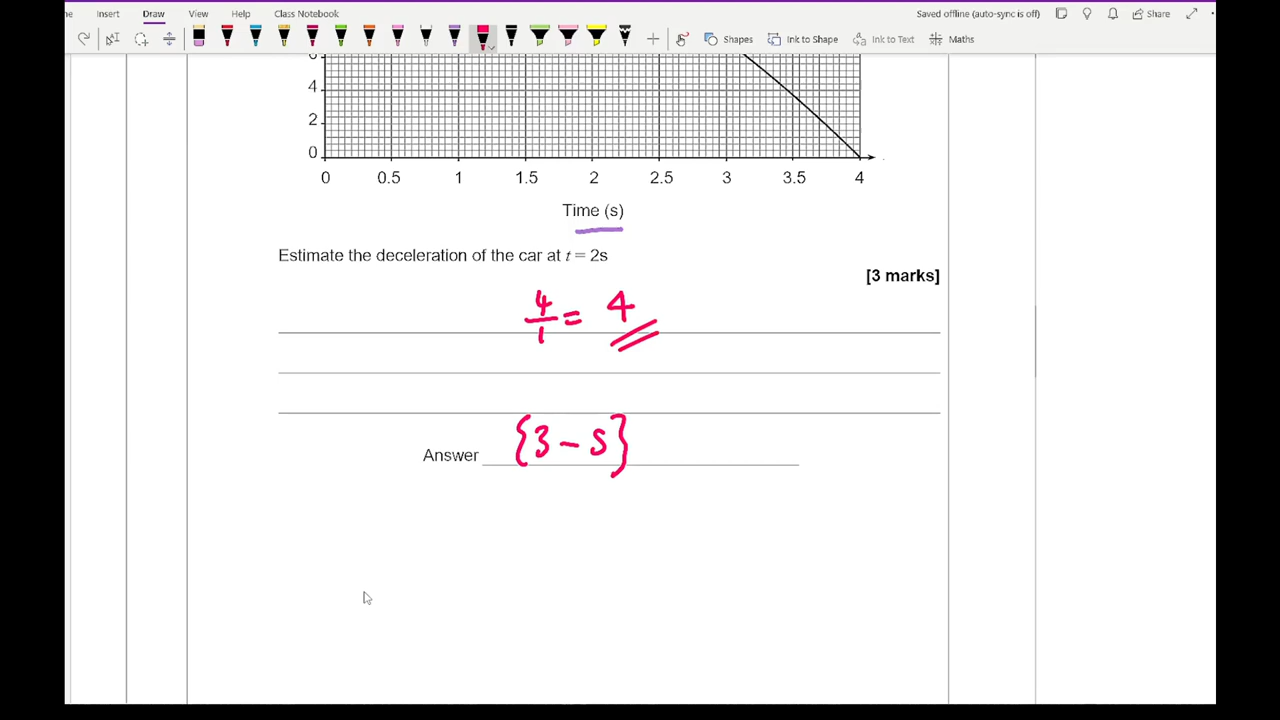 Insert Draw View Help Class Notebook Saved offline (auto-sync is off) Share
Shapes Ink to Shape Ink to Text Maths
4
2
0
0 0.5 1 1.5 2 2.5 3 3.5 4
Time (s)
Estimate the deceleration of the car at t = 2s
[3 marks]
4/1 = 4
Answer {3 - 5}